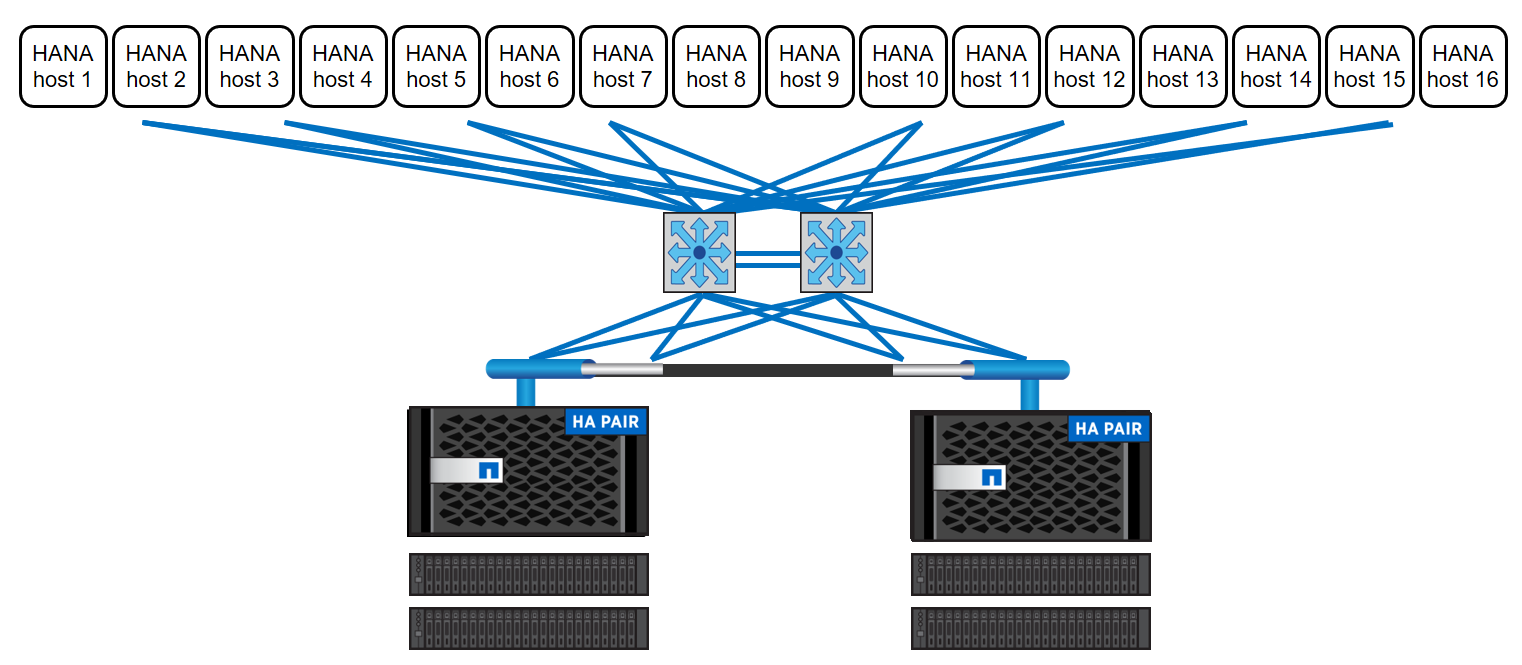 HANA
host 1
HANA
host 2
HANA
host 3
HANA
host 4
HANA
host 5
HANA
host 6
HANA
host 7
HANA
host 8
HANA
host 9
HANA
host 10
HANA
host 11
HANA
host 12
HANA
host 13
HANA
host 14
HANA
host 15
HANA
host 16
HA PAIR
HA PAIR